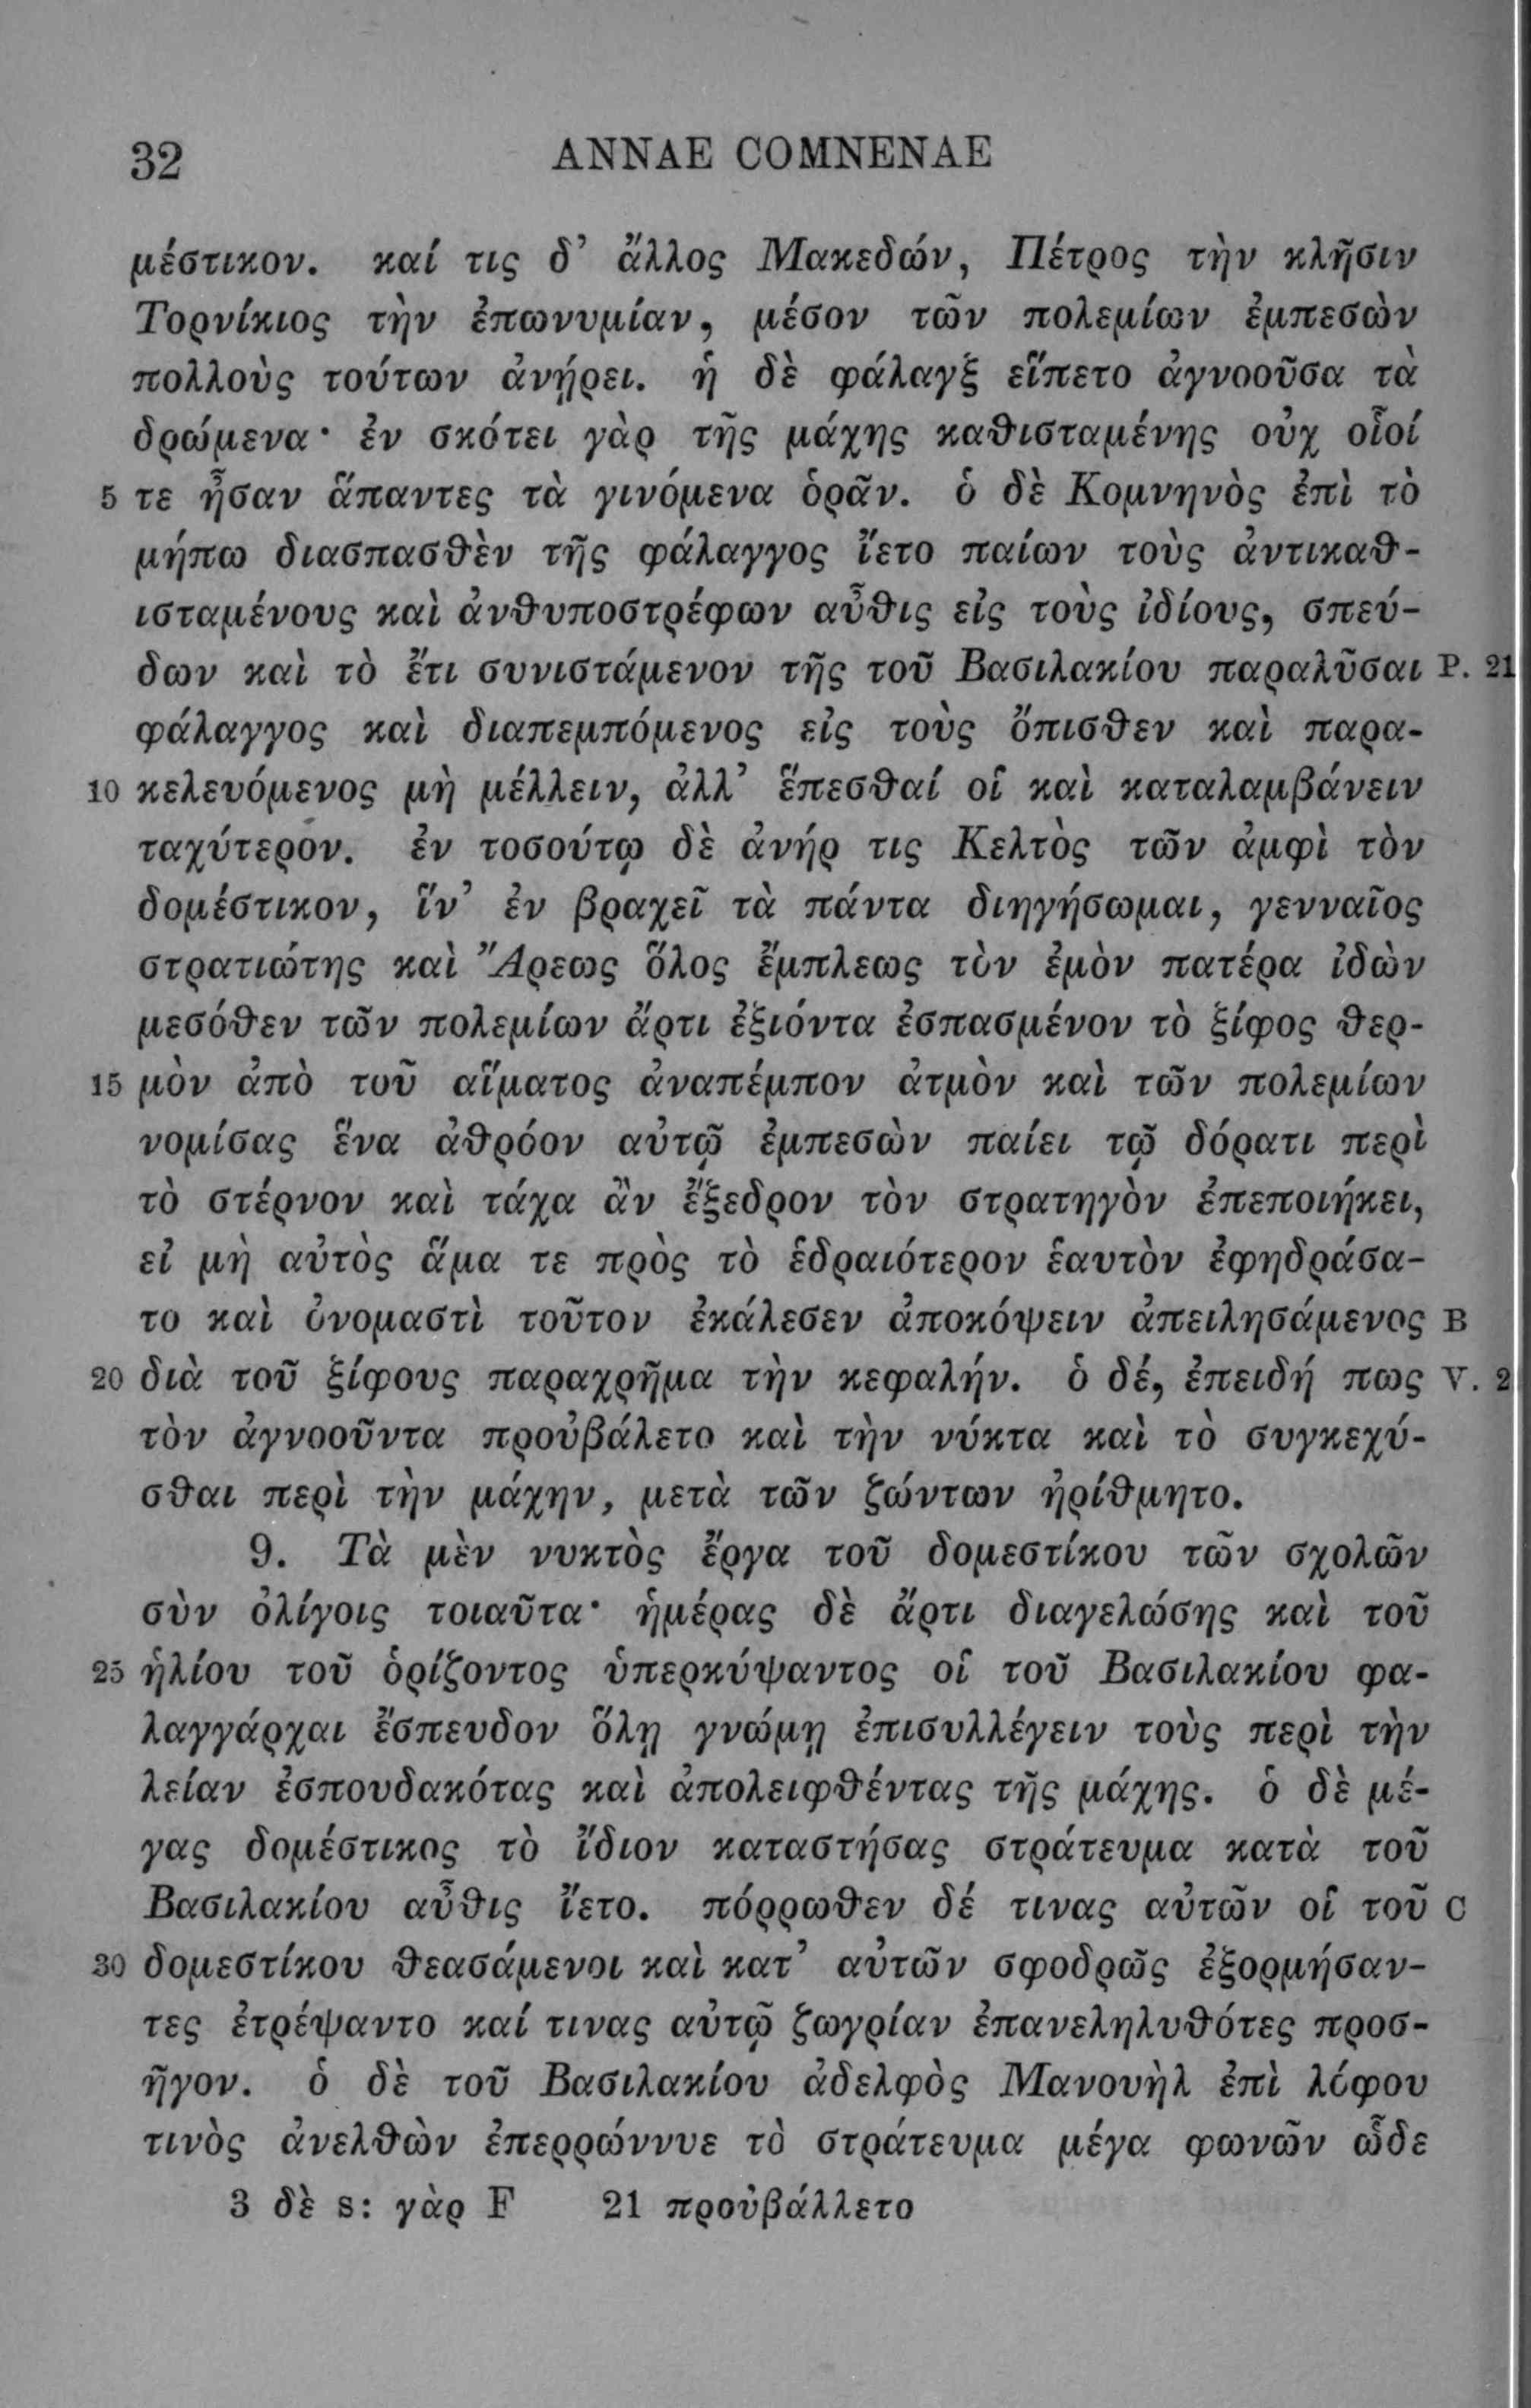 32 ANNAE COMNENAE
μέστικον. καί τις δ’ ἄλλος Μακεδών, Πέτρος τὴν κλῆσιν
Τορνίκιος τὴν ἐπωνυμίαν, μέσον τῶν πολεμίων ἐμπεσὼν
πολλοὺς τούτων ἀνῄρει. ἡ δὲ φάλαγξ εἵπετο ἀγνοοῦσα τὰ
δρώμενα· ἐν σκότει γὰρ τῆς μάχης καθισταμένης οὐχ οἷοί
5 τε ἦσαν ἅπαντες τὰ γινόμενα ὁρᾶν. ὁ δὲ Κομνηνὸς ἐπὶ τὸ
μήπω διασπασθὲν τῆς φάλαγγος ἵετο παίων τοὺς ἀντικαθ-
ισταμένους καὶ ἀνθυποστρέφων αὖθις εἰς τοὺς ἰδίους, σπεύ-
δων καὶ τὸ ἔτι συνιστάμενον τῆς τοῦ Βασιλακίου παραλῦσαι P. 21
φάλαγγος καὶ διαπεμπόμενος εἰς τοὺς ὄπισθεν καὶ παρα-
10 κελευόμενος μὴ μέλλειν, ἀλλ’ ἕπεσθαί οἱ καὶ καταλαμβάνειν
ταχύτερον. ἐν τοσούτῳ δὲ ἀνήρ τις Κελτὸς τῶν ἀμφὶ τὸν
δομέστικον, ἵν’ ἐν βραχεῖ τὰ πάντα διηγήσωμαι, γενναῖος
στρατιώτης καὶ Ἄρεως ὅλος ἔμπλεως τὸν ἐμὸν πατέρα ἰδὼν
μεσόθεν τῶν πολεμίων ἄρτι ἐξιόντα ἐσπασμένον τὸ ξίφος θερ-
15 μὸν ἀπὸ τοῦ αἵματος ἀναπέμπον ἀτμὸν καὶ τῶν πολεμίων
νομίσας ἕνα ἀθρόον αὐτῷ ἐμπεσὼν παίει τῷ δόρατι περὶ
τὸ στέρνον καὶ τάχα ἂν ἔξεδρον τὸν στρατηγὸν ἐπεποιήκει,
εἰ μὴ αὐτὸς ἅμα τε πρὸς τὸ ἑδραιότερον ἑαυτὸν ἐφηδράσα-
το καὶ ὀνομαστὶ τοῦτον ἐκάλεσεν ἀποκόψειν ἀπειλησάμενος B
20 διὰ τοῦ ξίφους παραχρῆμα τὴν κεφαλήν. ὁ δέ, ἐπειδή πως V. 2
τὸν ἀγνοοῦντα προὐβάλετο καὶ τὴν νύκτα καὶ τὸ συγκεχύ-
σθαι περὶ τὴν μάχην, μετὰ τῶν ζώντων ἠρίθμητο.
9. Τὰ μὲν νυκτὸς ἔργα τοῦ δομεστίκου τῶν σχολῶν
σὺν ὀλίγοις τοιαῦτα· ἡμέρας δὲ ἄρτι διαγελώσης καὶ τοῦ
25 ἡλίου τοῦ ὁρίζοντος ὑπερκύψαντος οἱ τοῦ Βασιλακίου φα-
λαγγάρχαι ἔσπευδον ὅλῃ γνώμῃ ἐπισυλλέγειν τοὺς περὶ τὴν
λείαν ἐσπουδακότας καὶ ἀπολειφθέντας τῆς μάχης. ὁ δὲ μέ-
γας δομέστικος τὸ ἴδιον καταστήσας στράτευμα κατὰ τοῦ
Βασιλακίου αὖθις ἵετο. πόρρωθεν δέ τινας αὐτῶν οἱ τοῦ C
30 δομεστίκου θεασάμενοι καὶ κατ’ αὐτῶν σφοδρῶς ἐξορμήσαν-
τες ἐτρέψαντο καί τινας αὐτῷ ζωγρίαν ἐπανεληλυθότες προσ-
ῆγον. ὁ δὲ τοῦ Βασιλακίου ἀδελφὸς Μανουὴλ ἐπὶ λόφου
τινὸς ἀνελθὼν ἐπερρώννυε τὸ στράτευμα μέγα φωνῶν ὧδε
3 δὲ s: γὰρ F 21 προὐβάλλετο